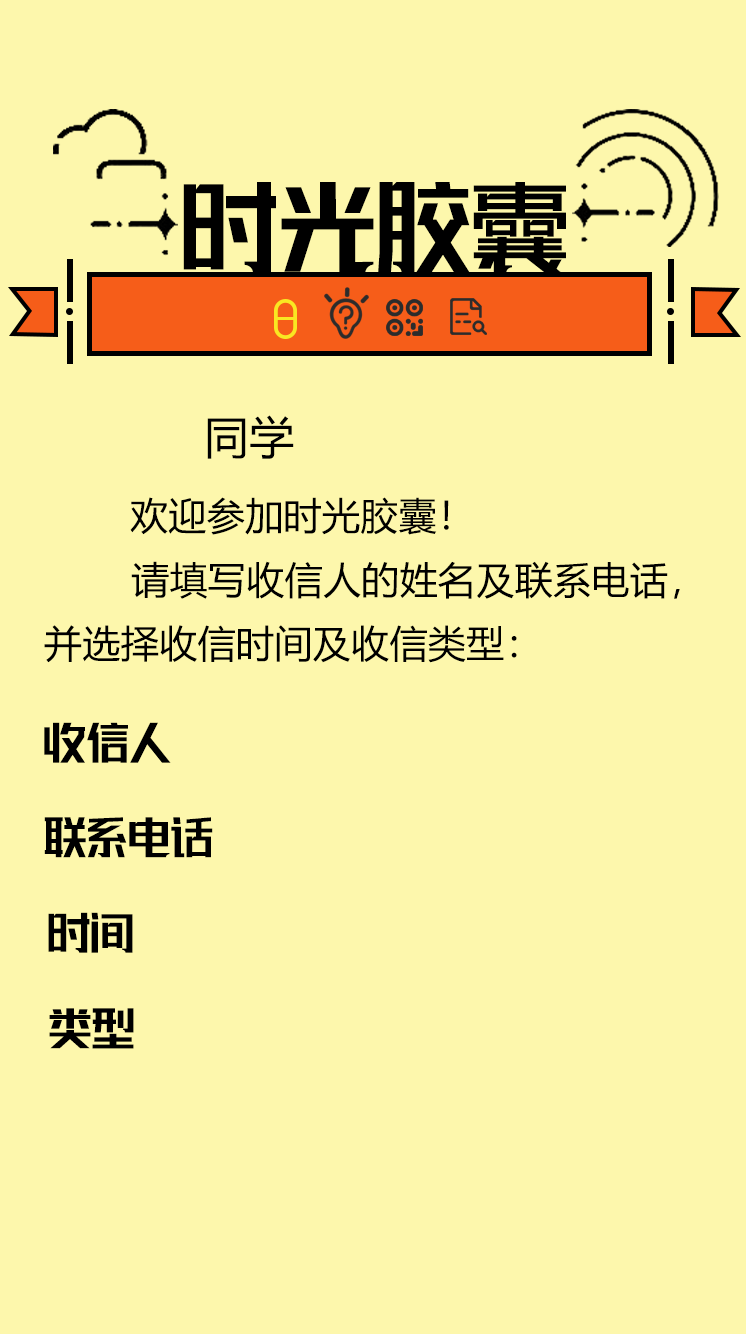 时光胶囊
同学
欢迎参加时光胶囊！
请填写收信人的姓名及联系电话，
并选择收信时间及收信类型：
收信人
联系电话
时间
类型